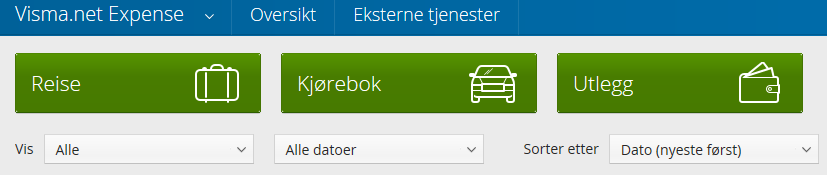 Visma.net Expense Oversikt Eksterne tjenester
Reise Kjørebok Utlegg
Vis Alle Alle datoer Sorter etter Dato (nyeste først)